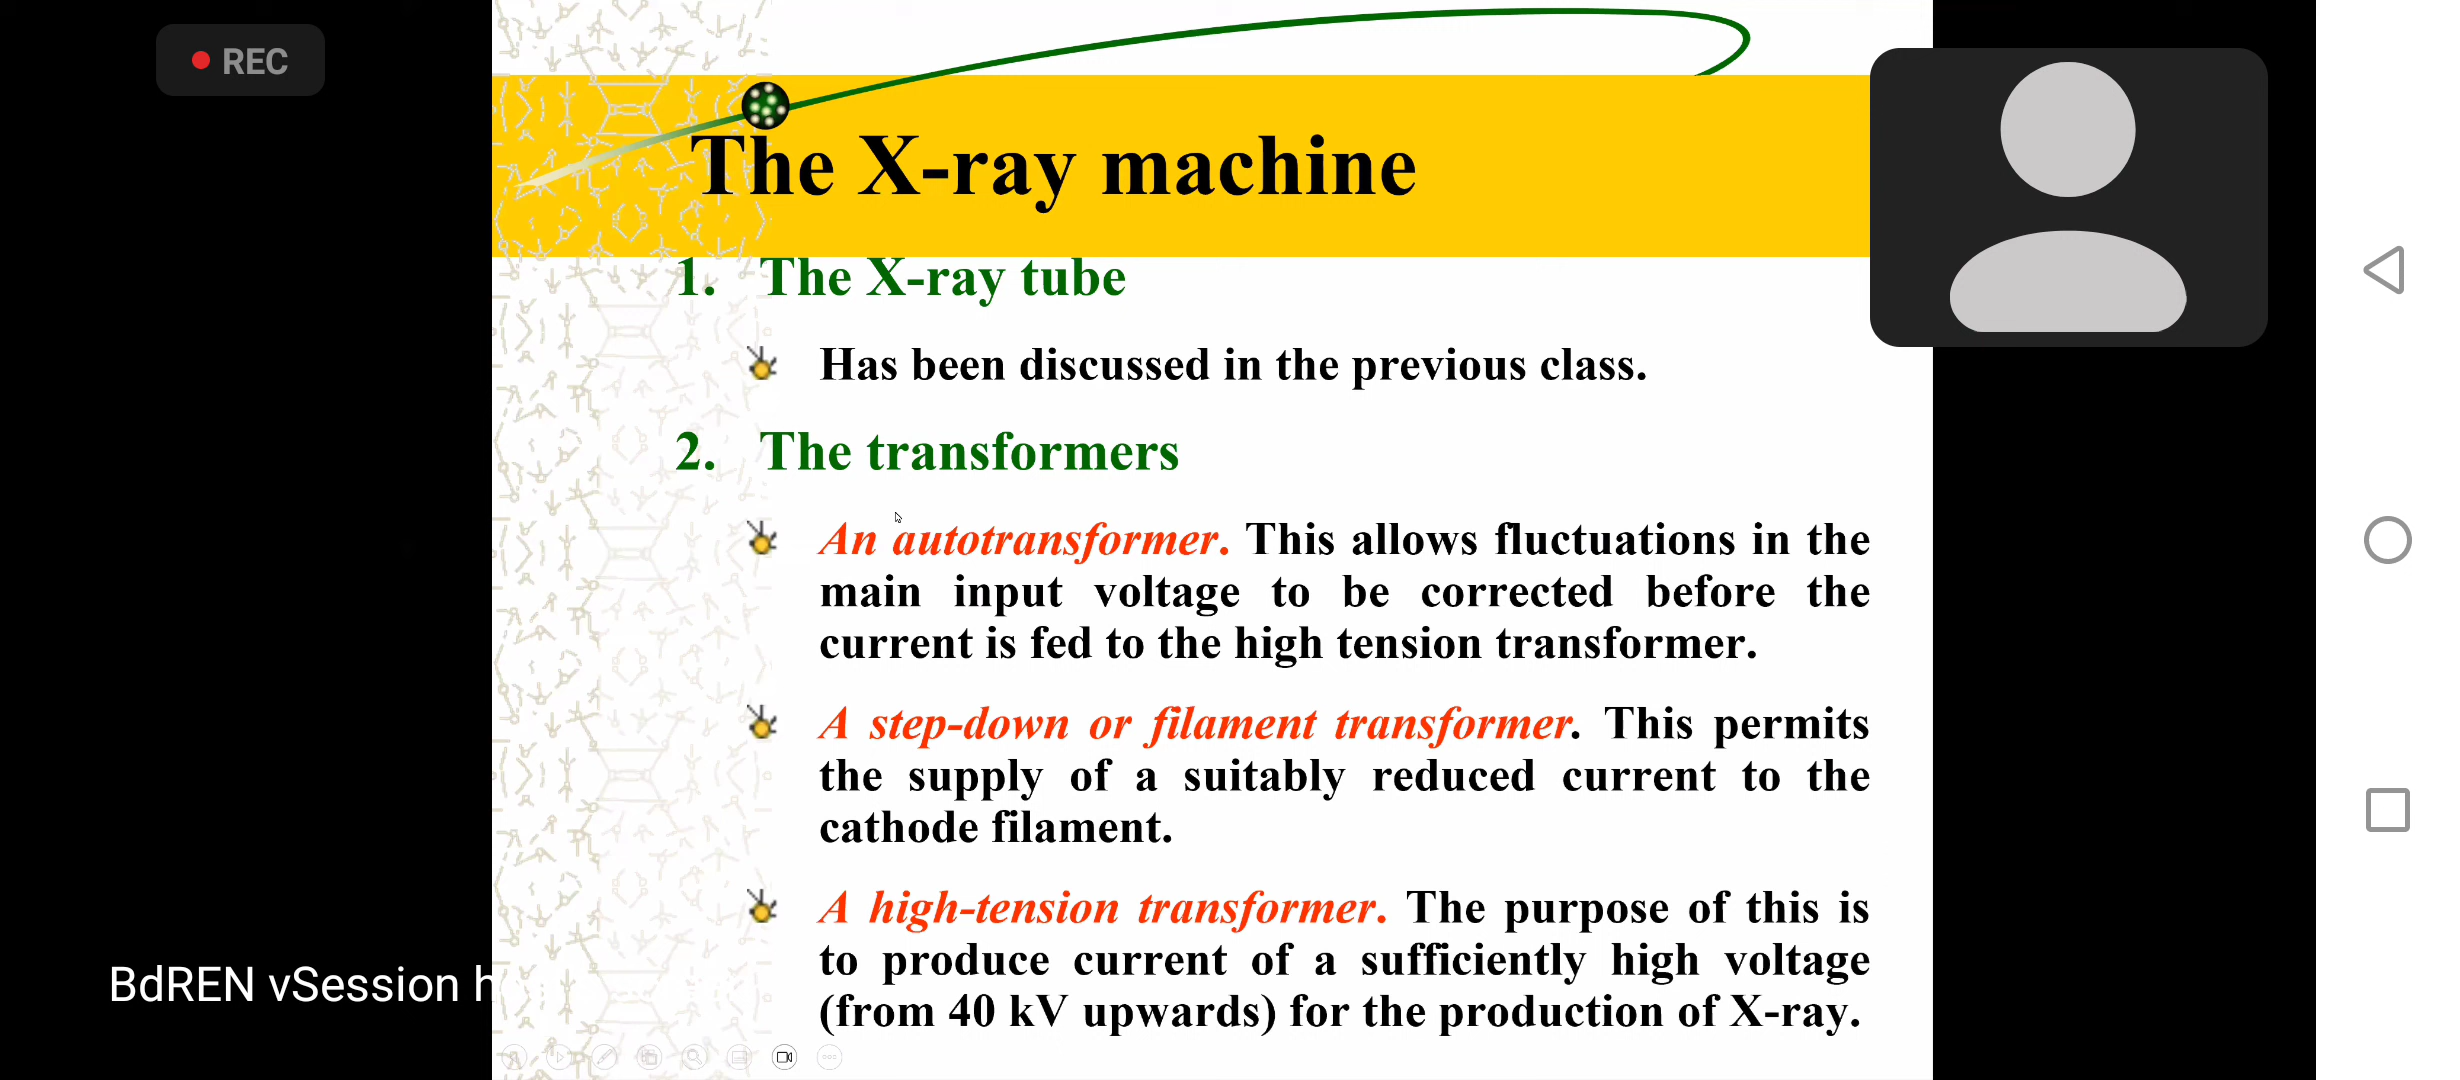 REC
The X-ray machine
1. The X-ray tube
Has been discussed in the previous class.
2. The transformers
An autotransformer. This allows fluctuations in the
main input voltage to be corrected before the
current is fed to the high tension transformer.
A step-down or filament transformer. This permits
the supply of a suitably reduced current to the
cathode filament.
A high-tension transformer. The purpose of this is
to produce current of a sufficiently high voltage
(from 40 kV upwards) for the production of X-ray.
BdREN vSession